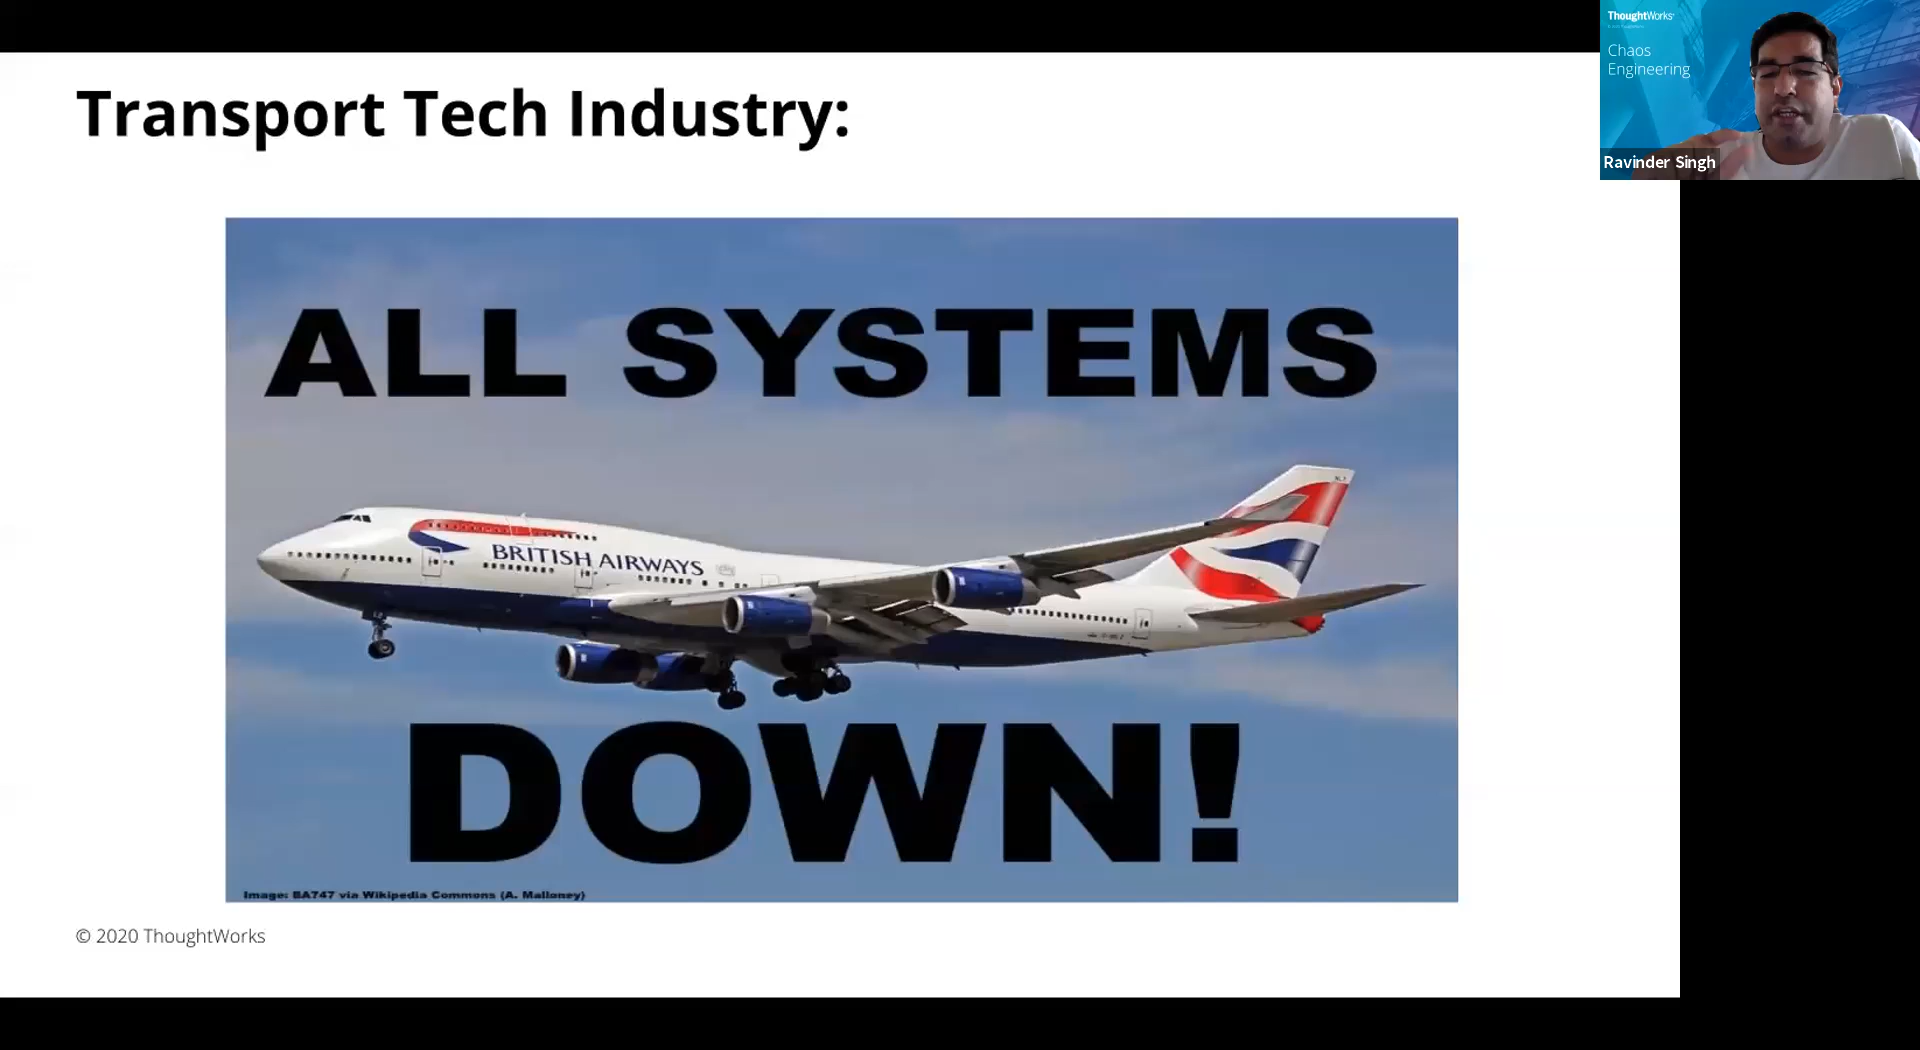 Transport Tech Industry:
ThoughtWorks
Chaos
Engineering
Ravinder Singh
ALL SYSTEMS
BRITISH AIRWAYS
DOWN!
Image: BA747 via Wikipedia Commons (A. Malloney)
© 2020 ThoughtWorks